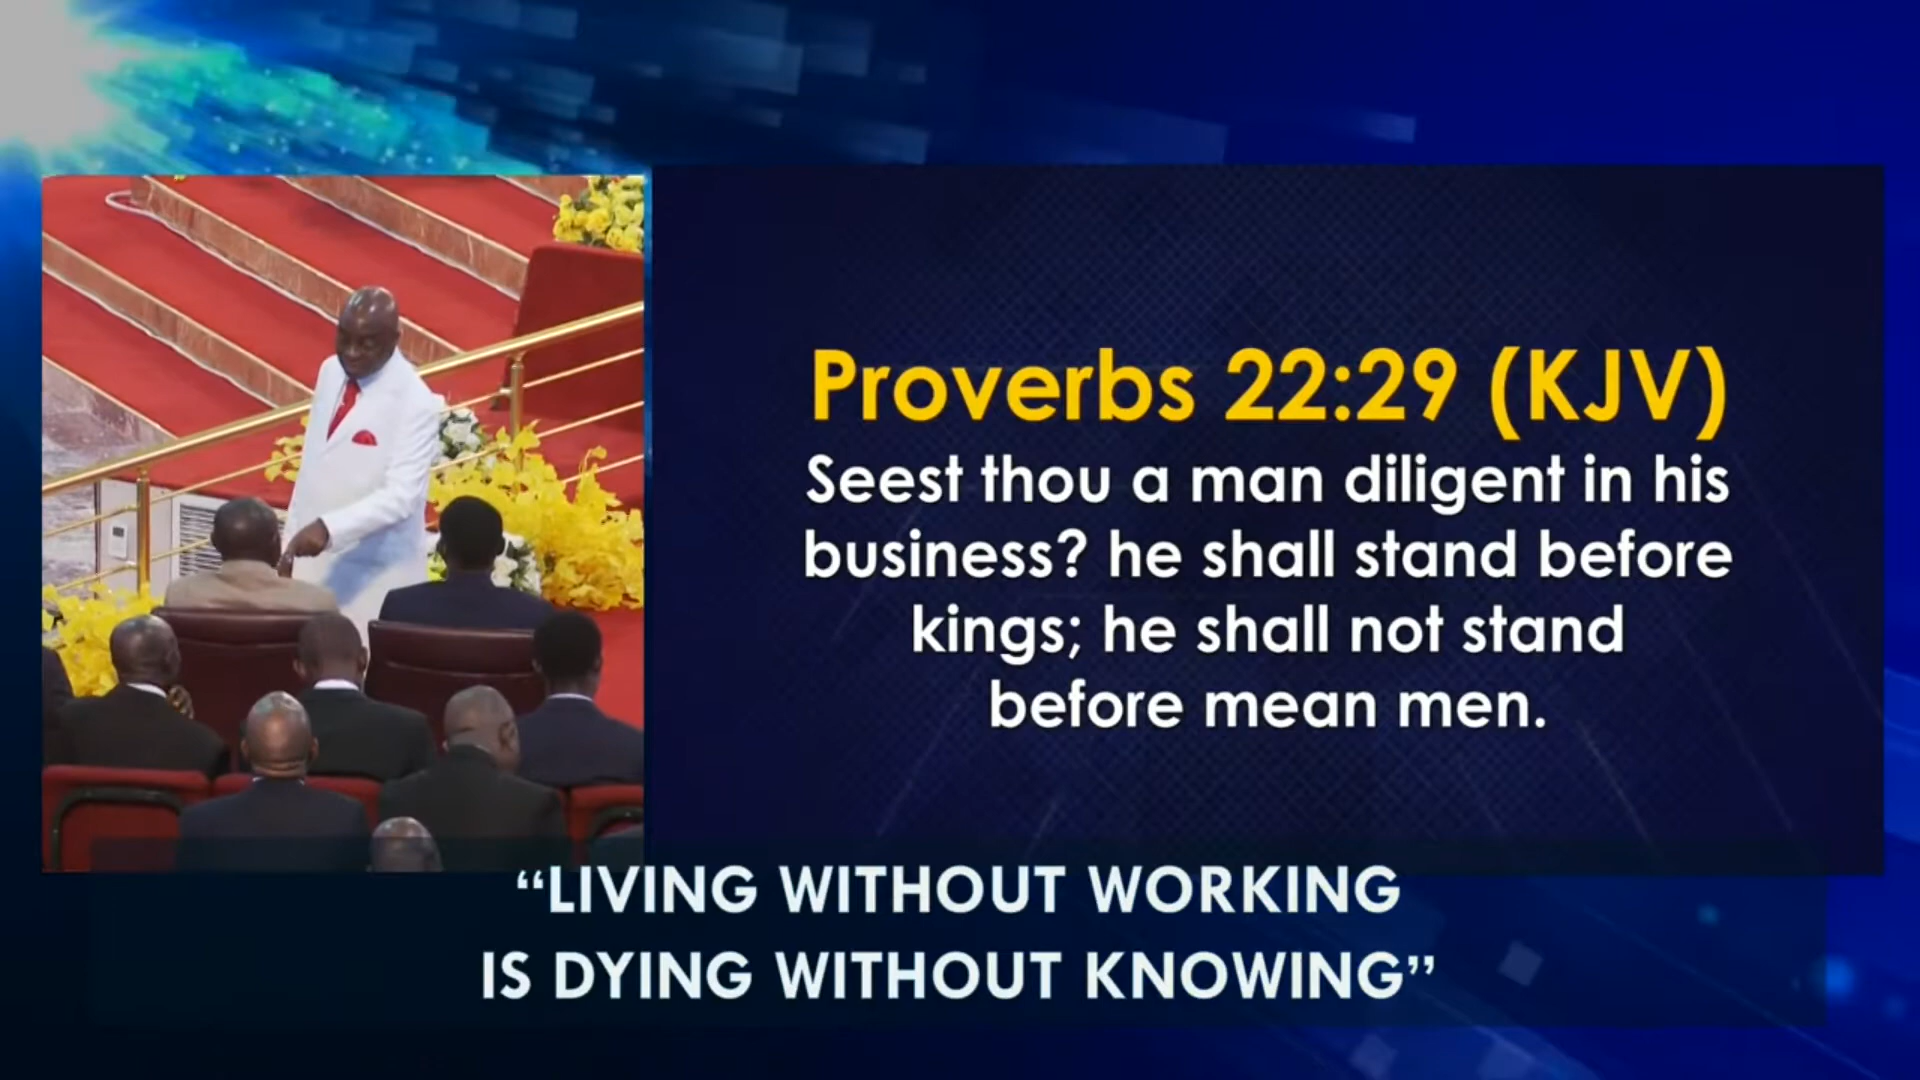 Proverbs 22:29 (KJV)
Seest thou a man diligent in his
business? he shall stand before
kings; he shall not stand
before mean men.
“LIVING WITHOUT WORKING
IS DYING WITHOUT KNOWING”